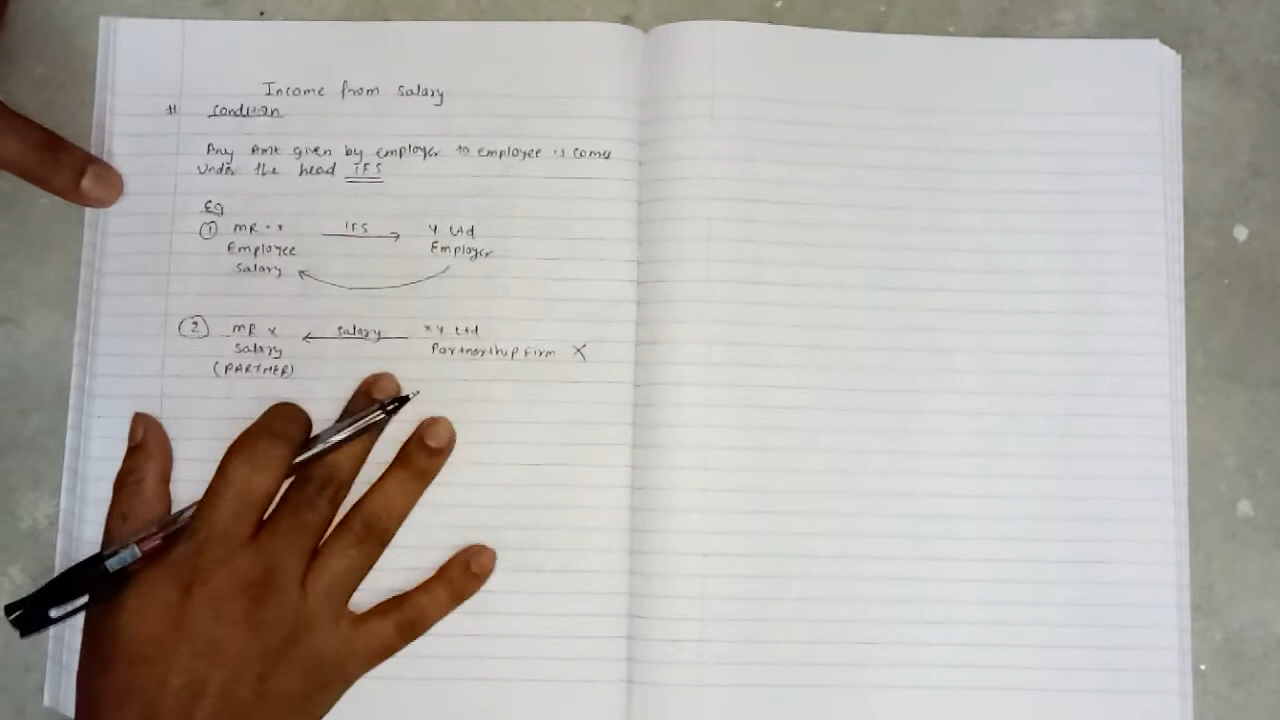 Income from salary
# Condition
Any Amt given by employer to employee is comes
Under the head IFS
Eg
① MR. X IFS Y Ltd
Employee Employer
Salary
② MR X Salary XY Ltd
Salary Partnership Firm X
(PARTNER)